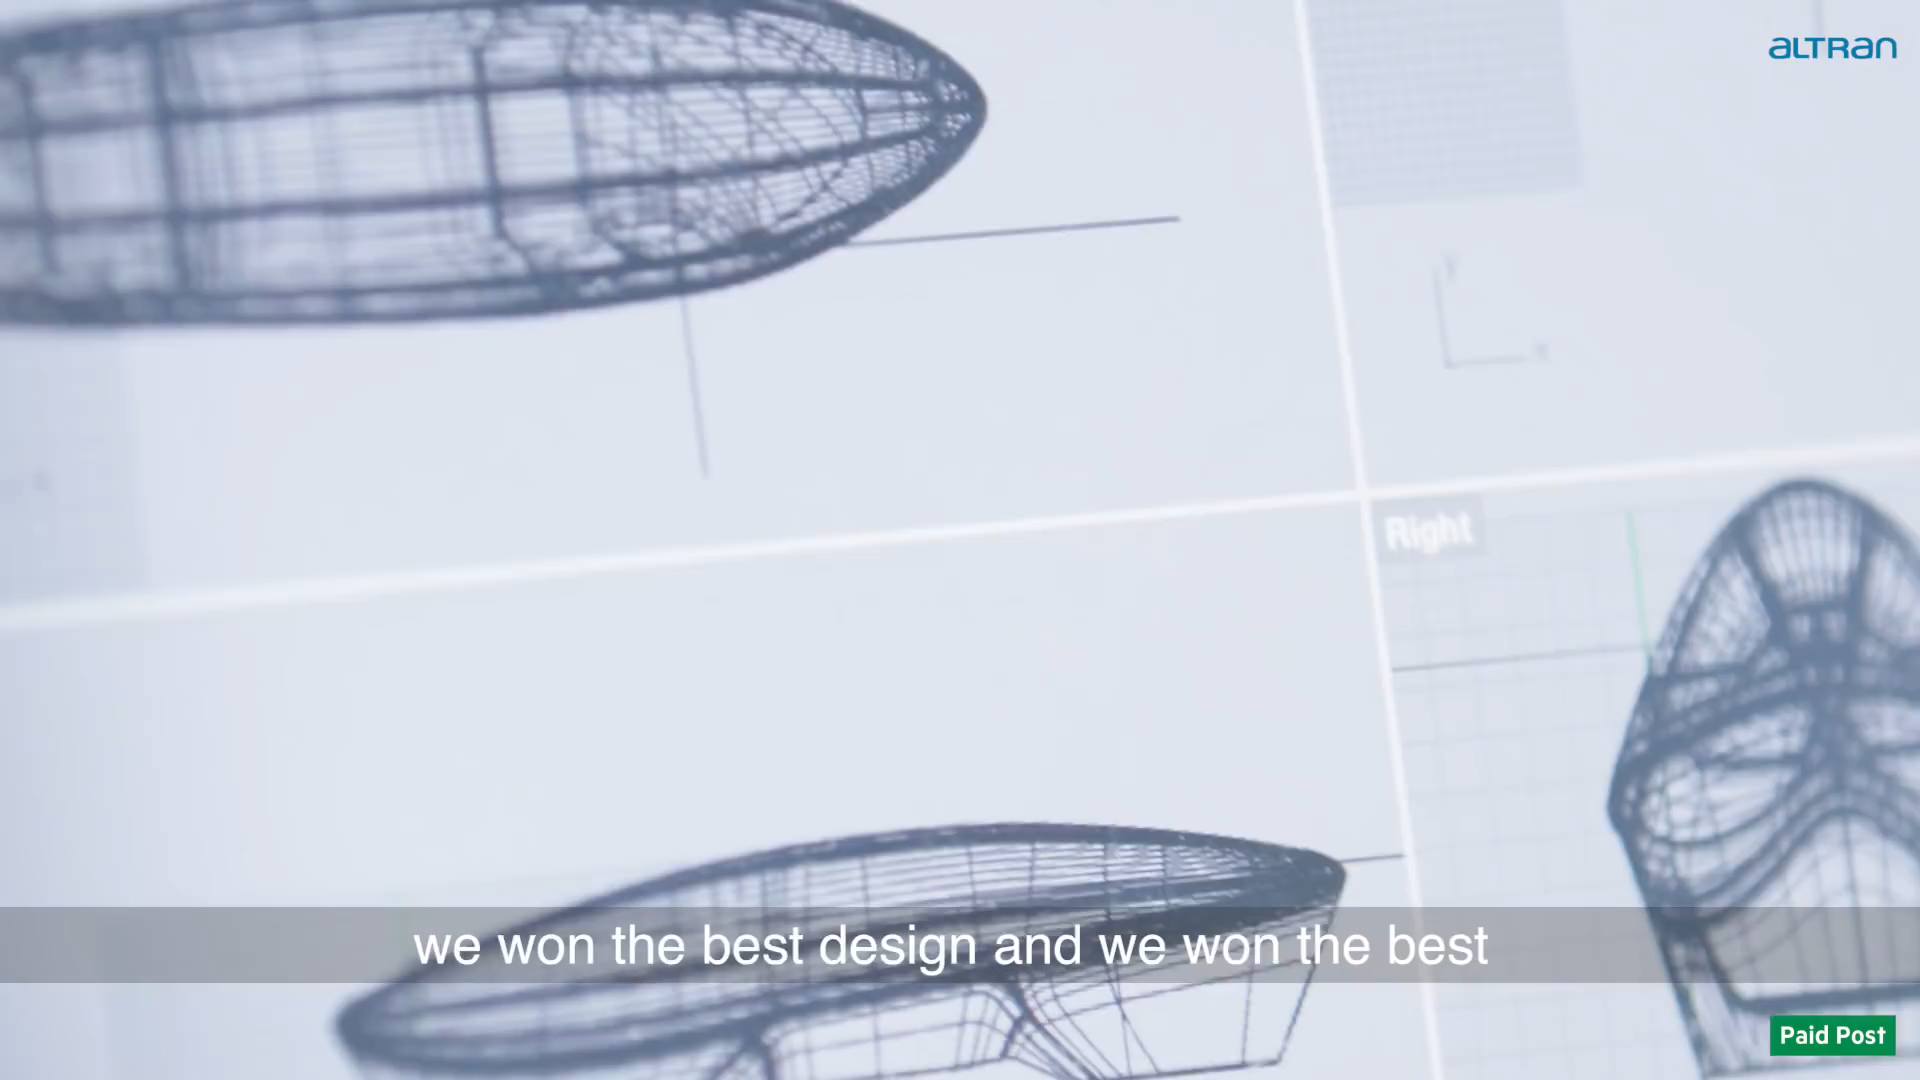 aLTRan
Y
X
Right
we won the best design and we won the best
Paid Post